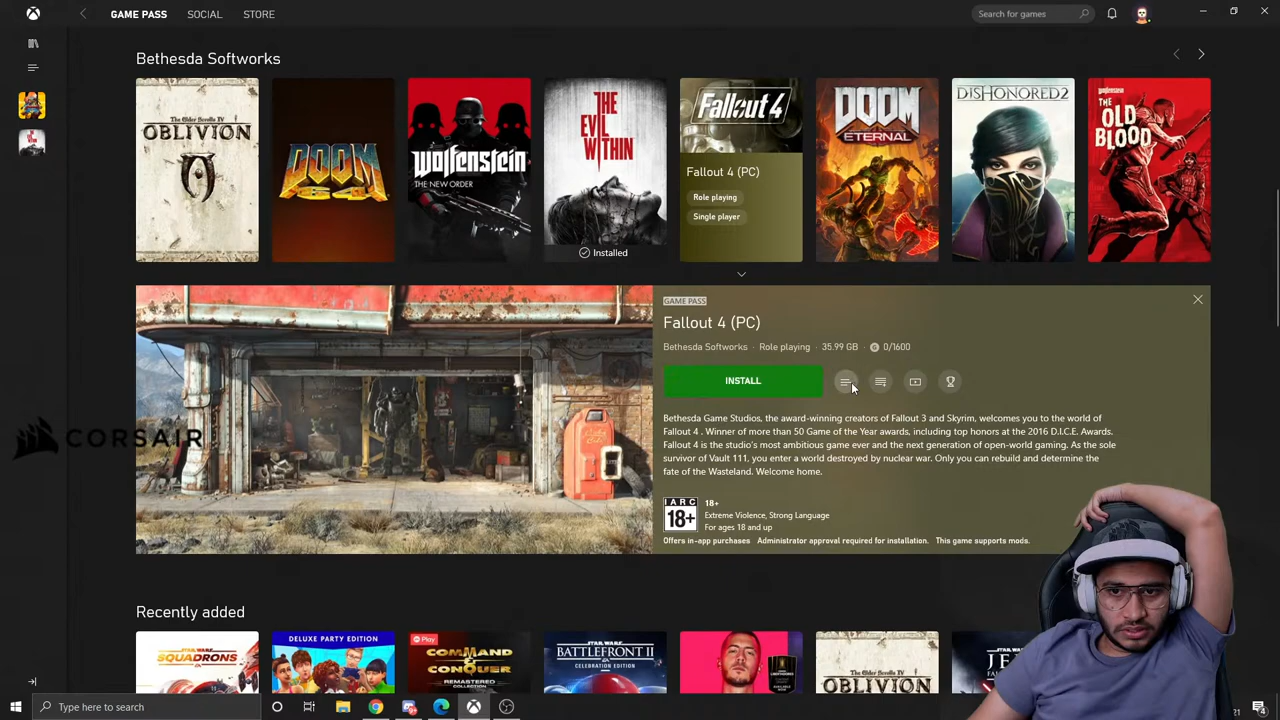 GAME PASS SOCIAL STORE
Search for games
Bethesda Softworks
The Elder Scrolls IV
OBLIVION
DOOM
64
Wolfenstein
THE NEW ORDER
THE
EVIL
WITHIN
Installed
Fallout 4
Fallout 4 (PC)
Role playing
Single player
DOOM
ETERNAL
DISHONORED2
Wolfenstein
THE
OLD
BLOOD
GAME PASS
Fallout 4 (PC)
Bethesda Softworks · Role playing · 35.99 GB · G 0/1600
INSTALL
Bethesda Game Studios, the award-winning creators of Fallout 3 and Skyrim, welcomes you to the world of
Fallout 4 . Winner of more than 50 Game of the Year awards, including top honors at the 2016 D.I.C.E. Awards.
Fallout 4 is the studio's most ambitious game ever and the next generation of open-world gaming. As the sole
survivor of Vault 111, you enter a world destroyed by nuclear war. Only you can rebuild and determine the
fate of the Wasteland. Welcome home.
IARC
18+
18+
Extreme Violence, Strong Language
For ages 18 and up
Offers in-app purchases Administrator approval required for installation. This game supports mods.
CORSAIR
Recently added
STAR WARS
SQUADRONS
DELUXE PARTY EDITION
Play
COMMAND
& CONQUER
REMASTERED
COLLECTION
STAR WARS
BATTLEFRONT II
CELEBRATION EDITION
The Elder Scrolls IV
OBLIVION
STAR WARS
Type here to search
21